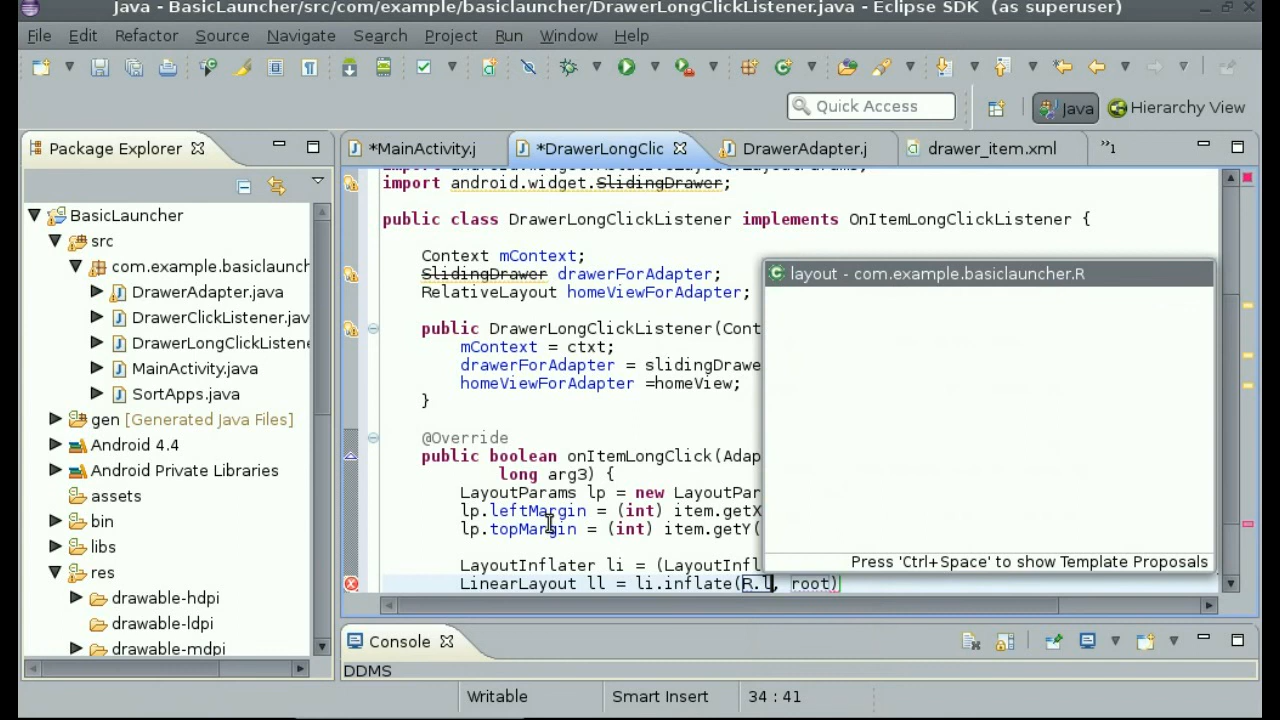 Java - BasicLauncher/src/com/example/basiclauncher/DrawerLongClickListener.java - Eclipse SDK (as superuser)
File Edit Refactor Source Navigate Search Project Run Window Help
Quick Access
Java
Hierarchy View
Package Explorer
*MainActivity.j
*DrawerLongClic
DrawerAdapter.j
drawer_item.xml
»1
BasicLauncher
src
com.example.basiclaunch
DrawerAdapter.java
DrawerClickListener.jav
DrawerLongClickListene
MainActivity.java
SortApps.java
gen [Generated Java Files]
Android 4.4
Android Private Libraries
assets
bin
libs
res
drawable-hdpi
drawable-ldpi
drawable-mdpi
import android.widget.SlidingDrawer;
public class DrawerLongClickListener implements OnItemLongClickListener {
Context mContext;
SlidingDrawer drawerForAdapter;
RelativeLayout homeViewForAdapter;
public DrawerLongClickListener(Cont
mContext = ctxt;
drawerForAdapter = slidingDrawe
homeViewForAdapter =homeView;
}
@Override
public boolean onItemLongClick(Adap
long arg3) {
LayoutParams lp = new LayoutPar
lp.leftMargin = (int) item.getX
lp.topMargin = (int) item.getY(
LayoutInflater li = (LayoutInfl
LinearLayout ll = li.inflate(R.l, root)
layout - com.example.basiclauncher.R
Press 'Ctrl+Space' to show Template Proposals
Console
DDMS
Writable
Smart Insert
34 : 41